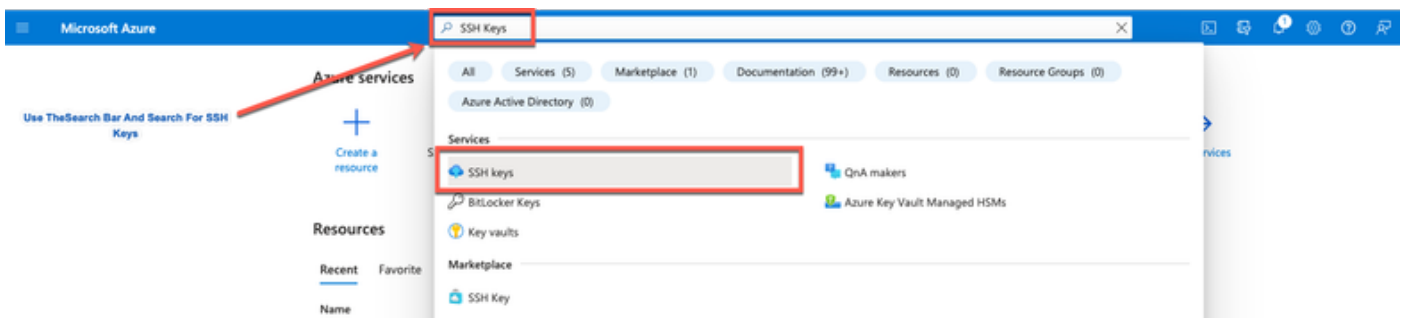 Microsoft Azure
SSH Keys
1
Azure services
All
Services (5)
Marketplace (1)
Documentation (99+)
Resources (0)
Resource Groups (0)
Azure Active Directory (0)
Use TheSearch Bar And Search For SSH
Keys
Create a
resource
S
rvices
Services
SSH keys
QnA makers
BitLocker Keys
Azure Key Vault Managed HSMs
Key vaults
Resources
Recent
Favorite
Marketplace
SSH Key
Name